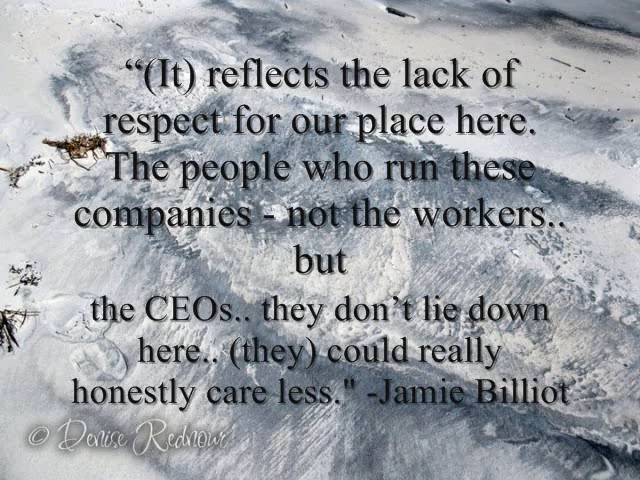 “(It) reflects the lack of
respect for our place here.
The people who run these
companies - not the workers..
but
the CEOs.. they don’t lie down
here.. (they) could really
honestly care less." -Jamie Billiot
© Denise Rednour